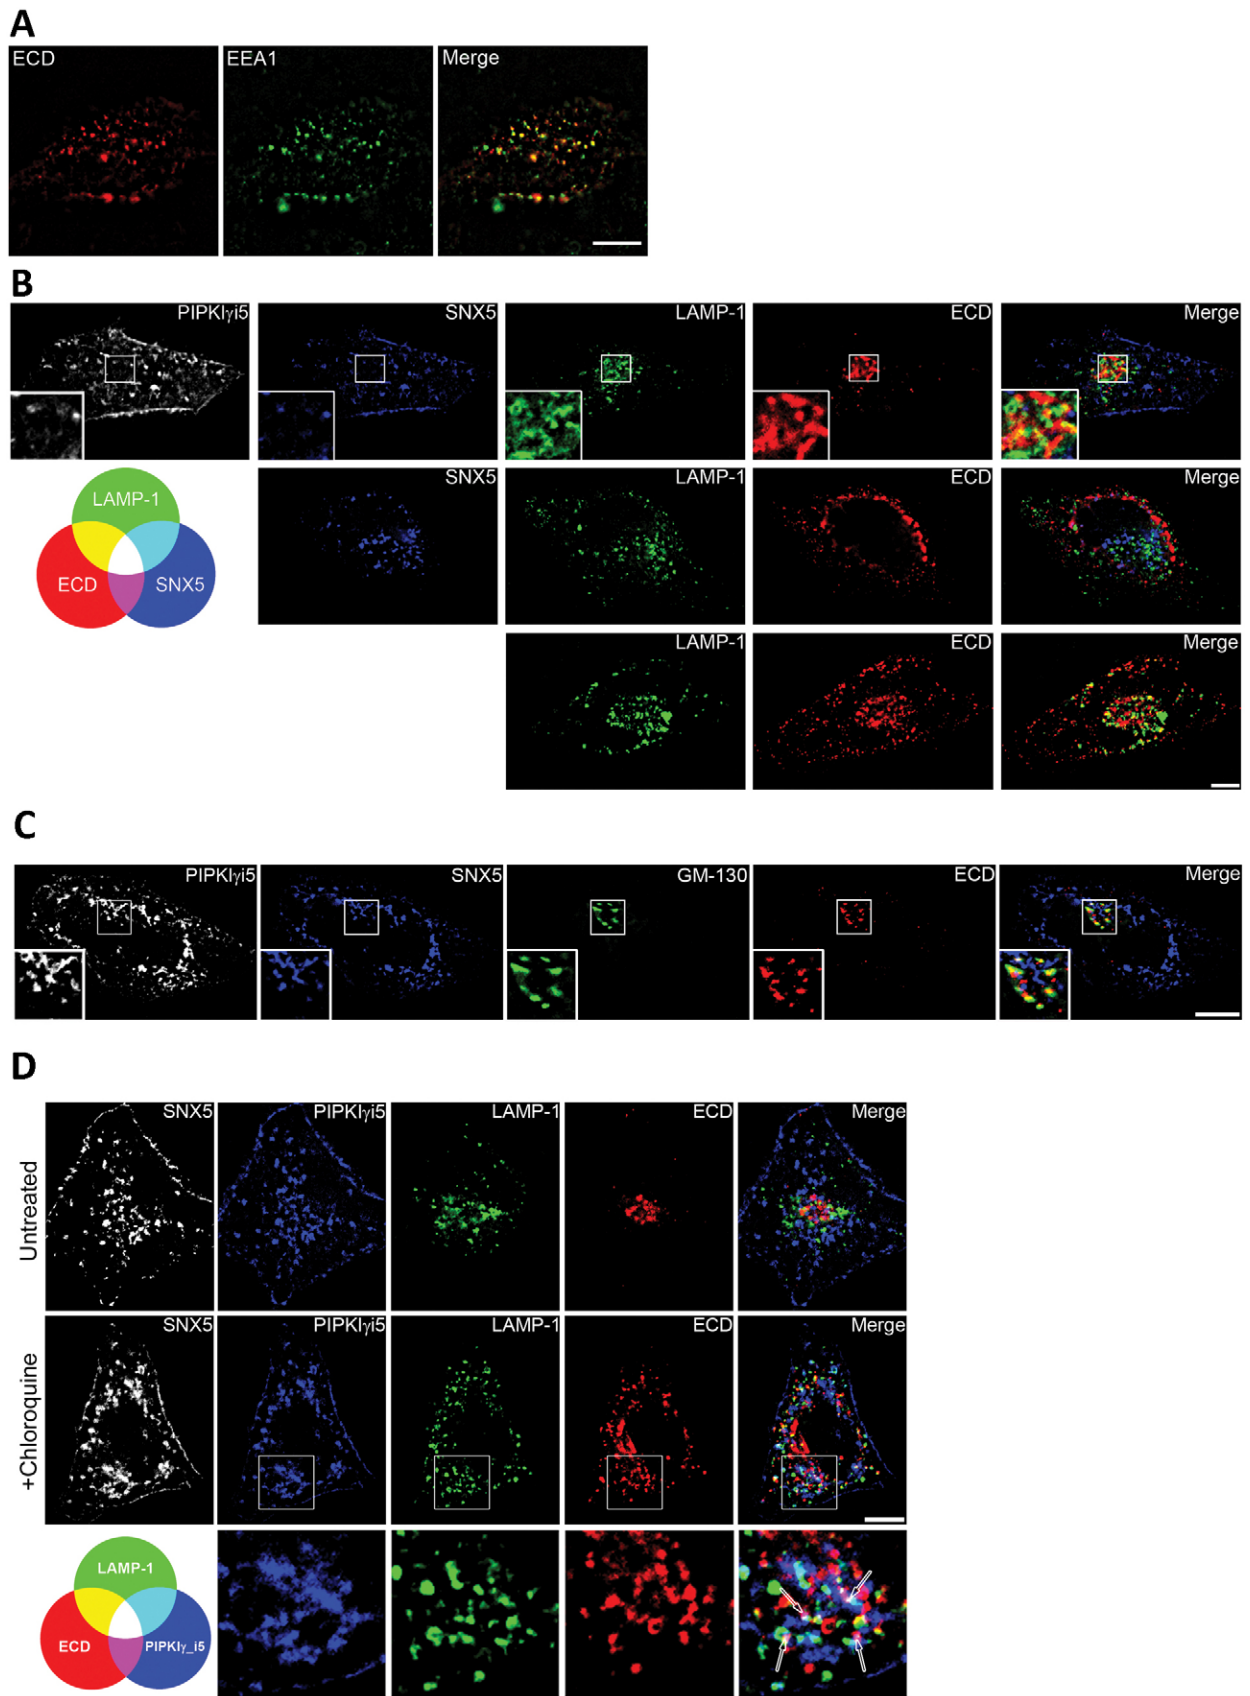 A
ECD EEA1 Merge
B
PIPKIγi5 SNX5 LAMP-1 ECD Merge
SNX5 LAMP-1 ECD Merge
LAMP-1
ECD SNX5
LAMP-1 ECD Merge
C
PIPKIγi5 SNX5 GM-130 ECD Merge
D
Untreated
SNX5 PIPKIγi5 LAMP-1 ECD Merge
+Chloroquine
SNX5 PIPKIγi5 LAMP-1 ECD Merge
LAMP-1
ECD PIPKIγ_i5